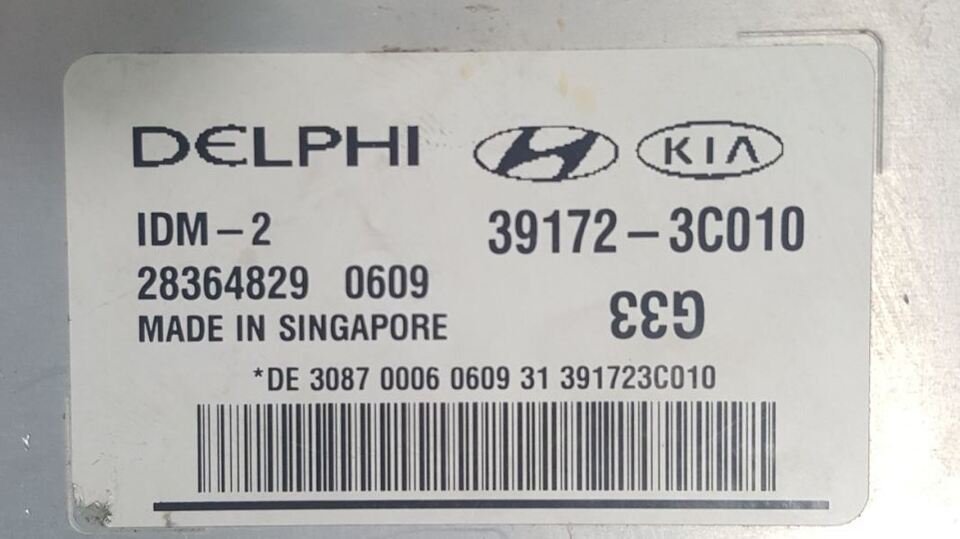 DELPHI KIA
IDM-2 39172-3C010
28364829 0609
G33
MADE IN SINGAPORE
*DE 3087 0006 0609 31 391723C010